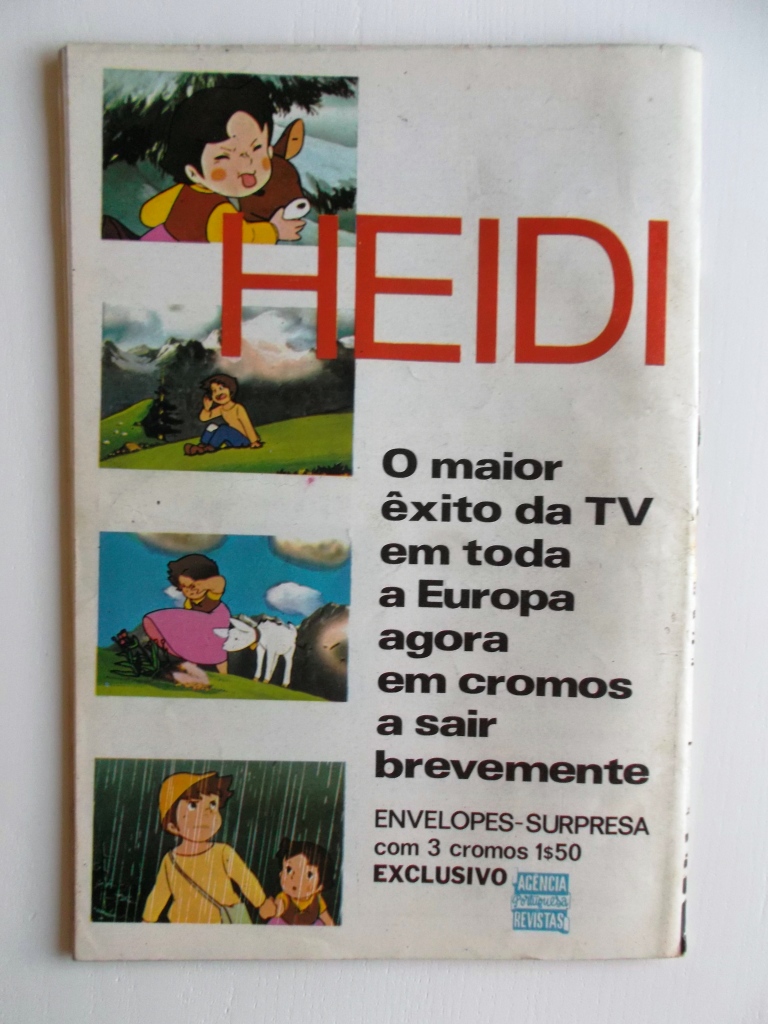 HEIDI
O maior
êxito da TV
em toda
a Europa
agora
em cromos
a sair
brevemente
ENVELOPES-SURPRESA
com 3 cromos 1$50
EXCLUSIVO
AGÊNCIA
Portuguesa
REVISTAS